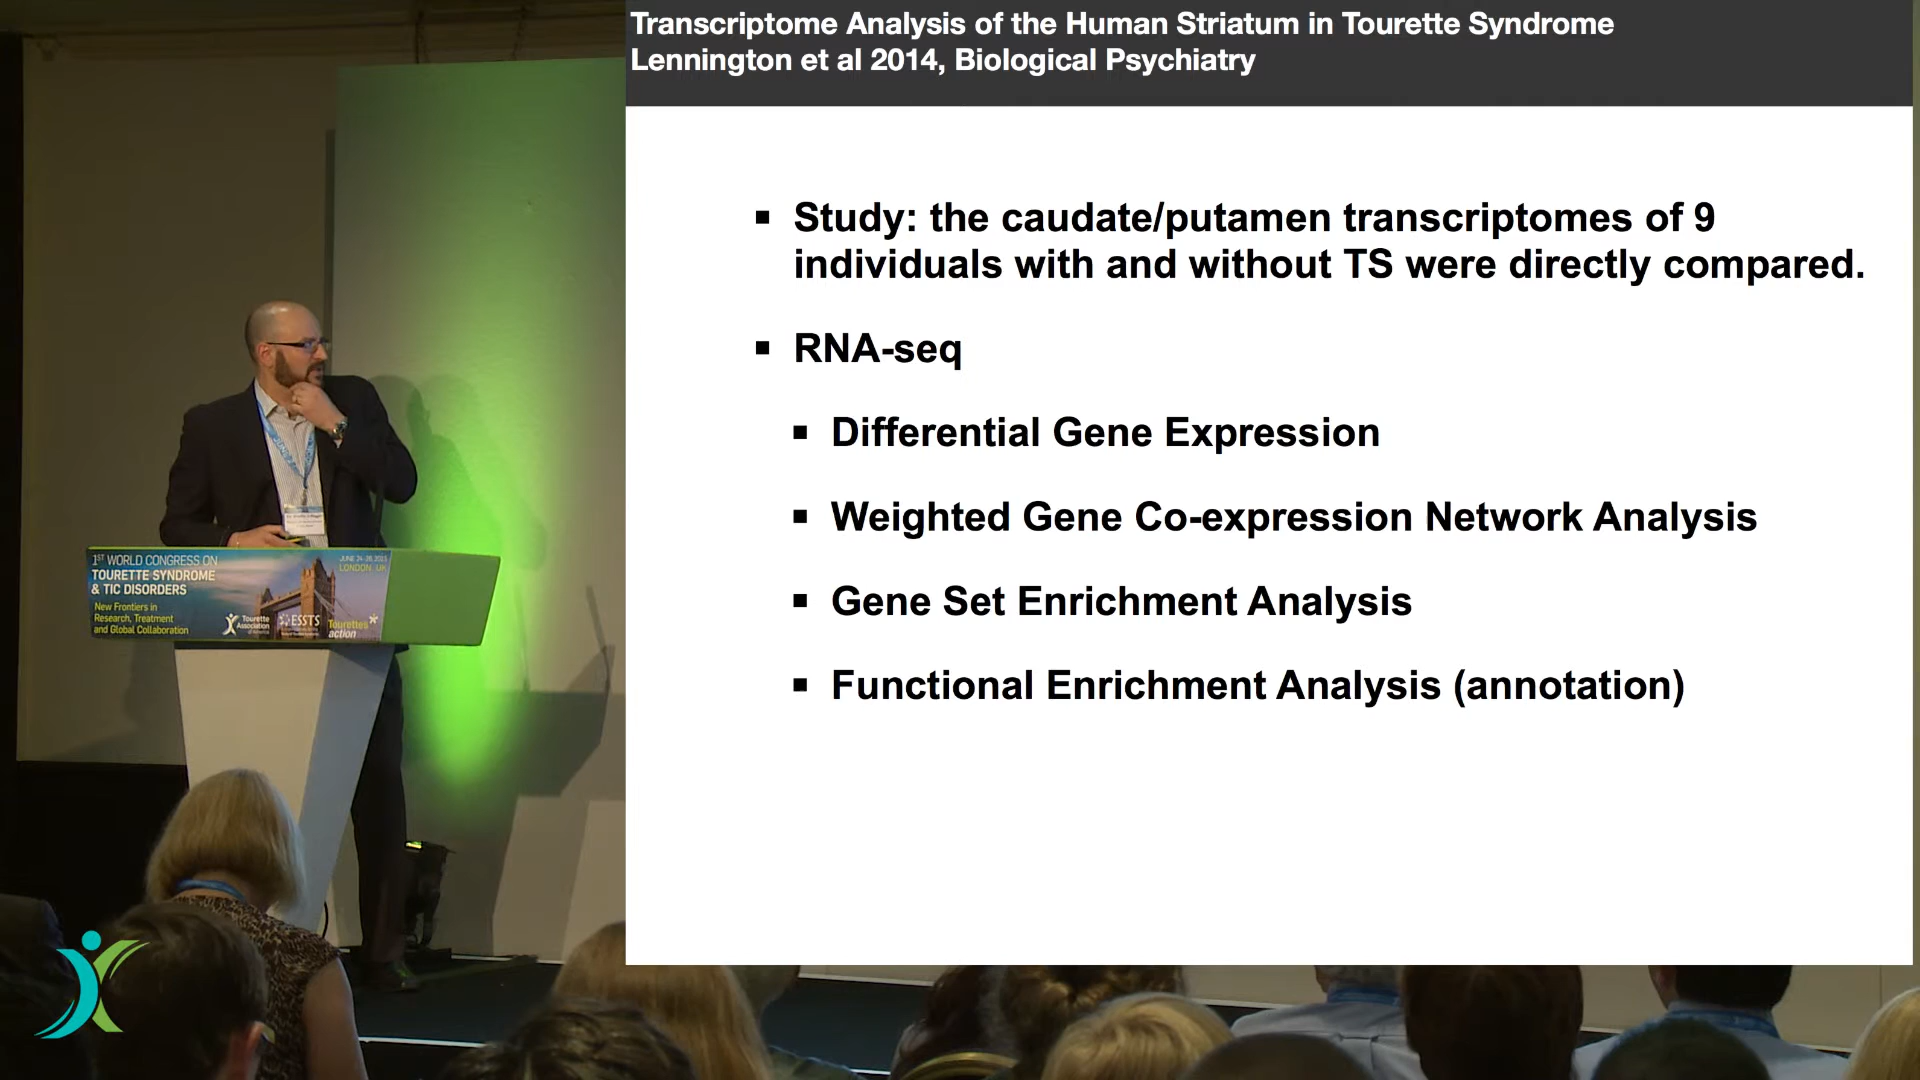 Transcriptome Analysis of the Human Striatum in Tourette Syndrome
Lennington et al 2014, Biological Psychiatry
▪ Study: the caudate/putamen transcriptomes of 9
individuals with and without TS were directly compared.
▪ RNA-seq
▪ Differential Gene Expression
▪ Weighted Gene Co-expression Network Analysis
▪ Gene Set Enrichment Analysis
▪ Functional Enrichment Analysis (annotation)
1ST WORLD CONGRESS ON
TOURETTE SYNDROME
& TIC DISORDERS
New Frontiers in
Research, Treatment
and Global Collaboration
LONDON UK
Tourette
Association
ESSTS
Tourettes
action